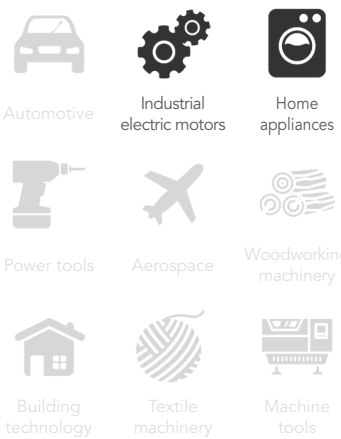 Automotive
Industrial
electric motors
Home
appliances
Power tools
Aerospace
Woodworking
machinery
Building
technology
Textile
machinery
Machine
tools